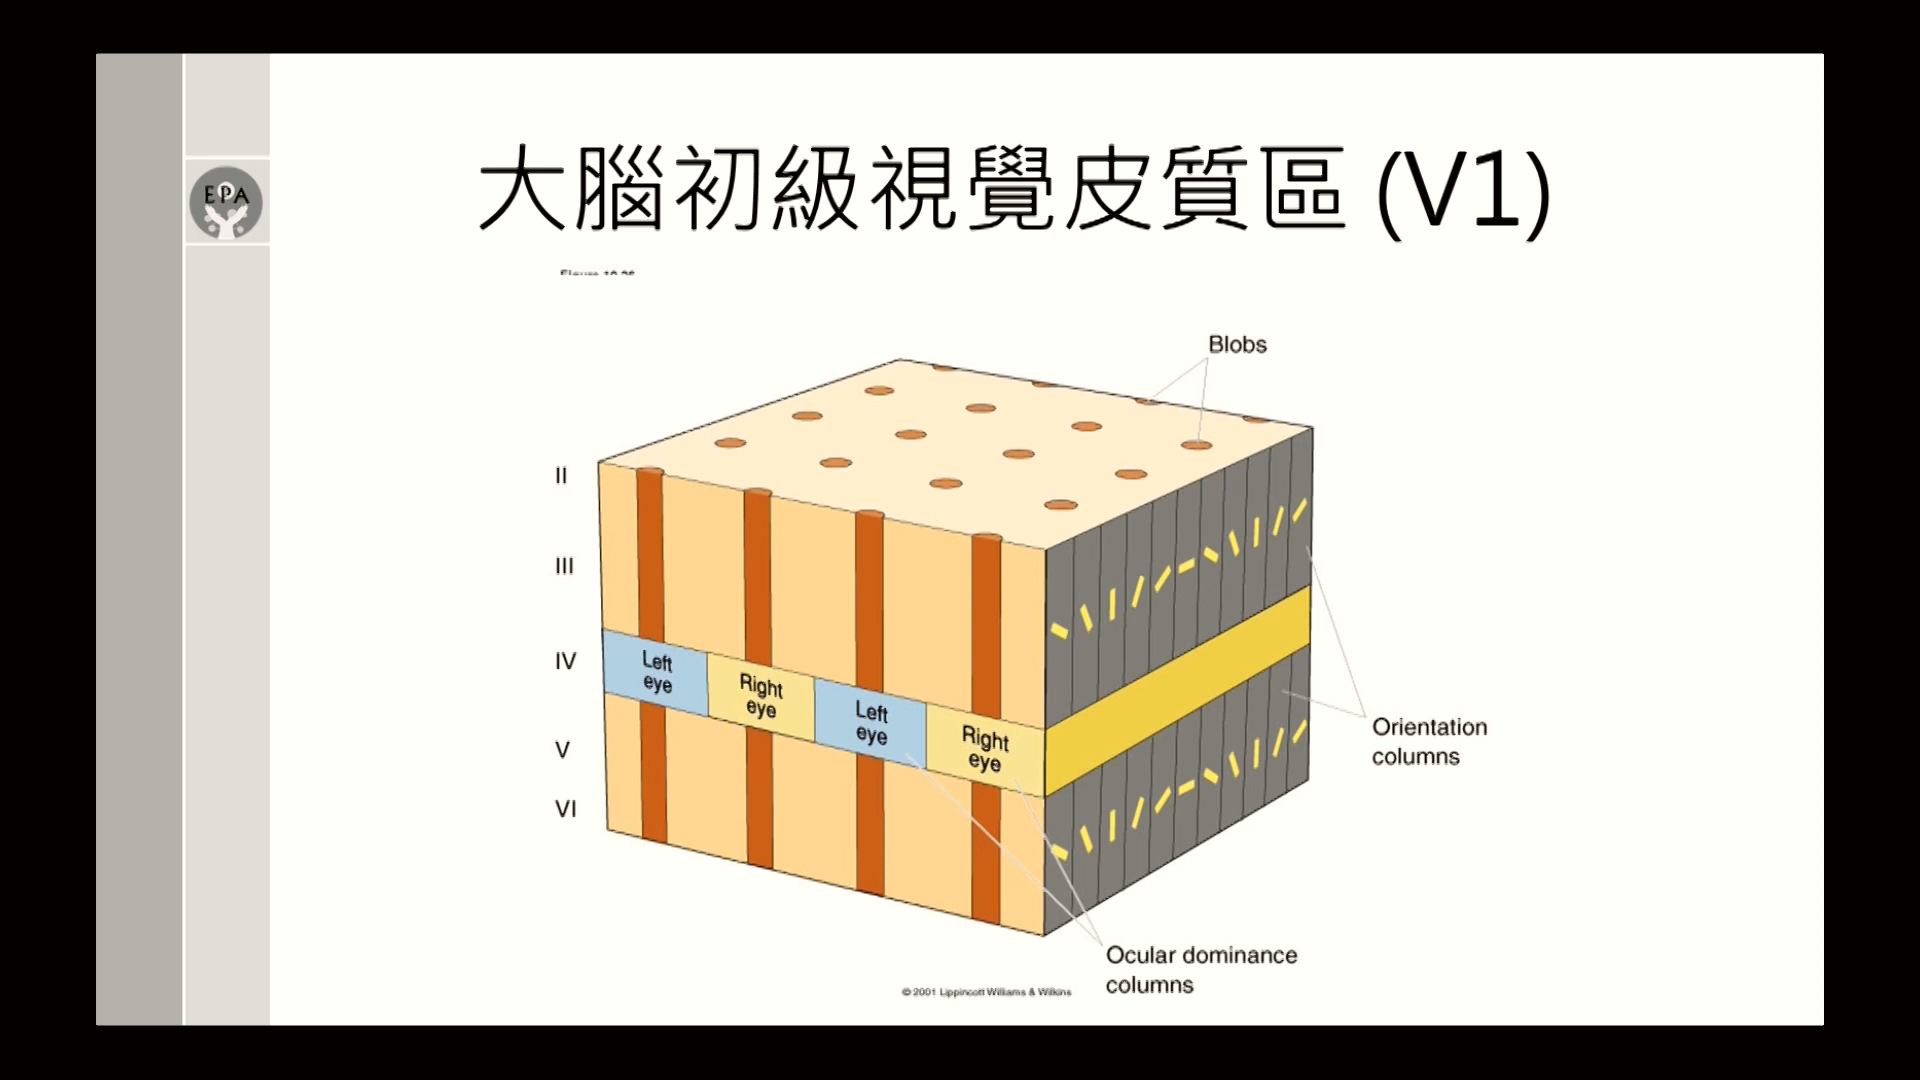 大腦初級視覺皮質區 (V1)
EPA
Blobs
II
III
IV
V
VI
Left
eye
Right
eye
Left
eye
Right
eye
Orientation
columns
Ocular dominance
columns
© 2001 Lippincott Williams & Wilkins